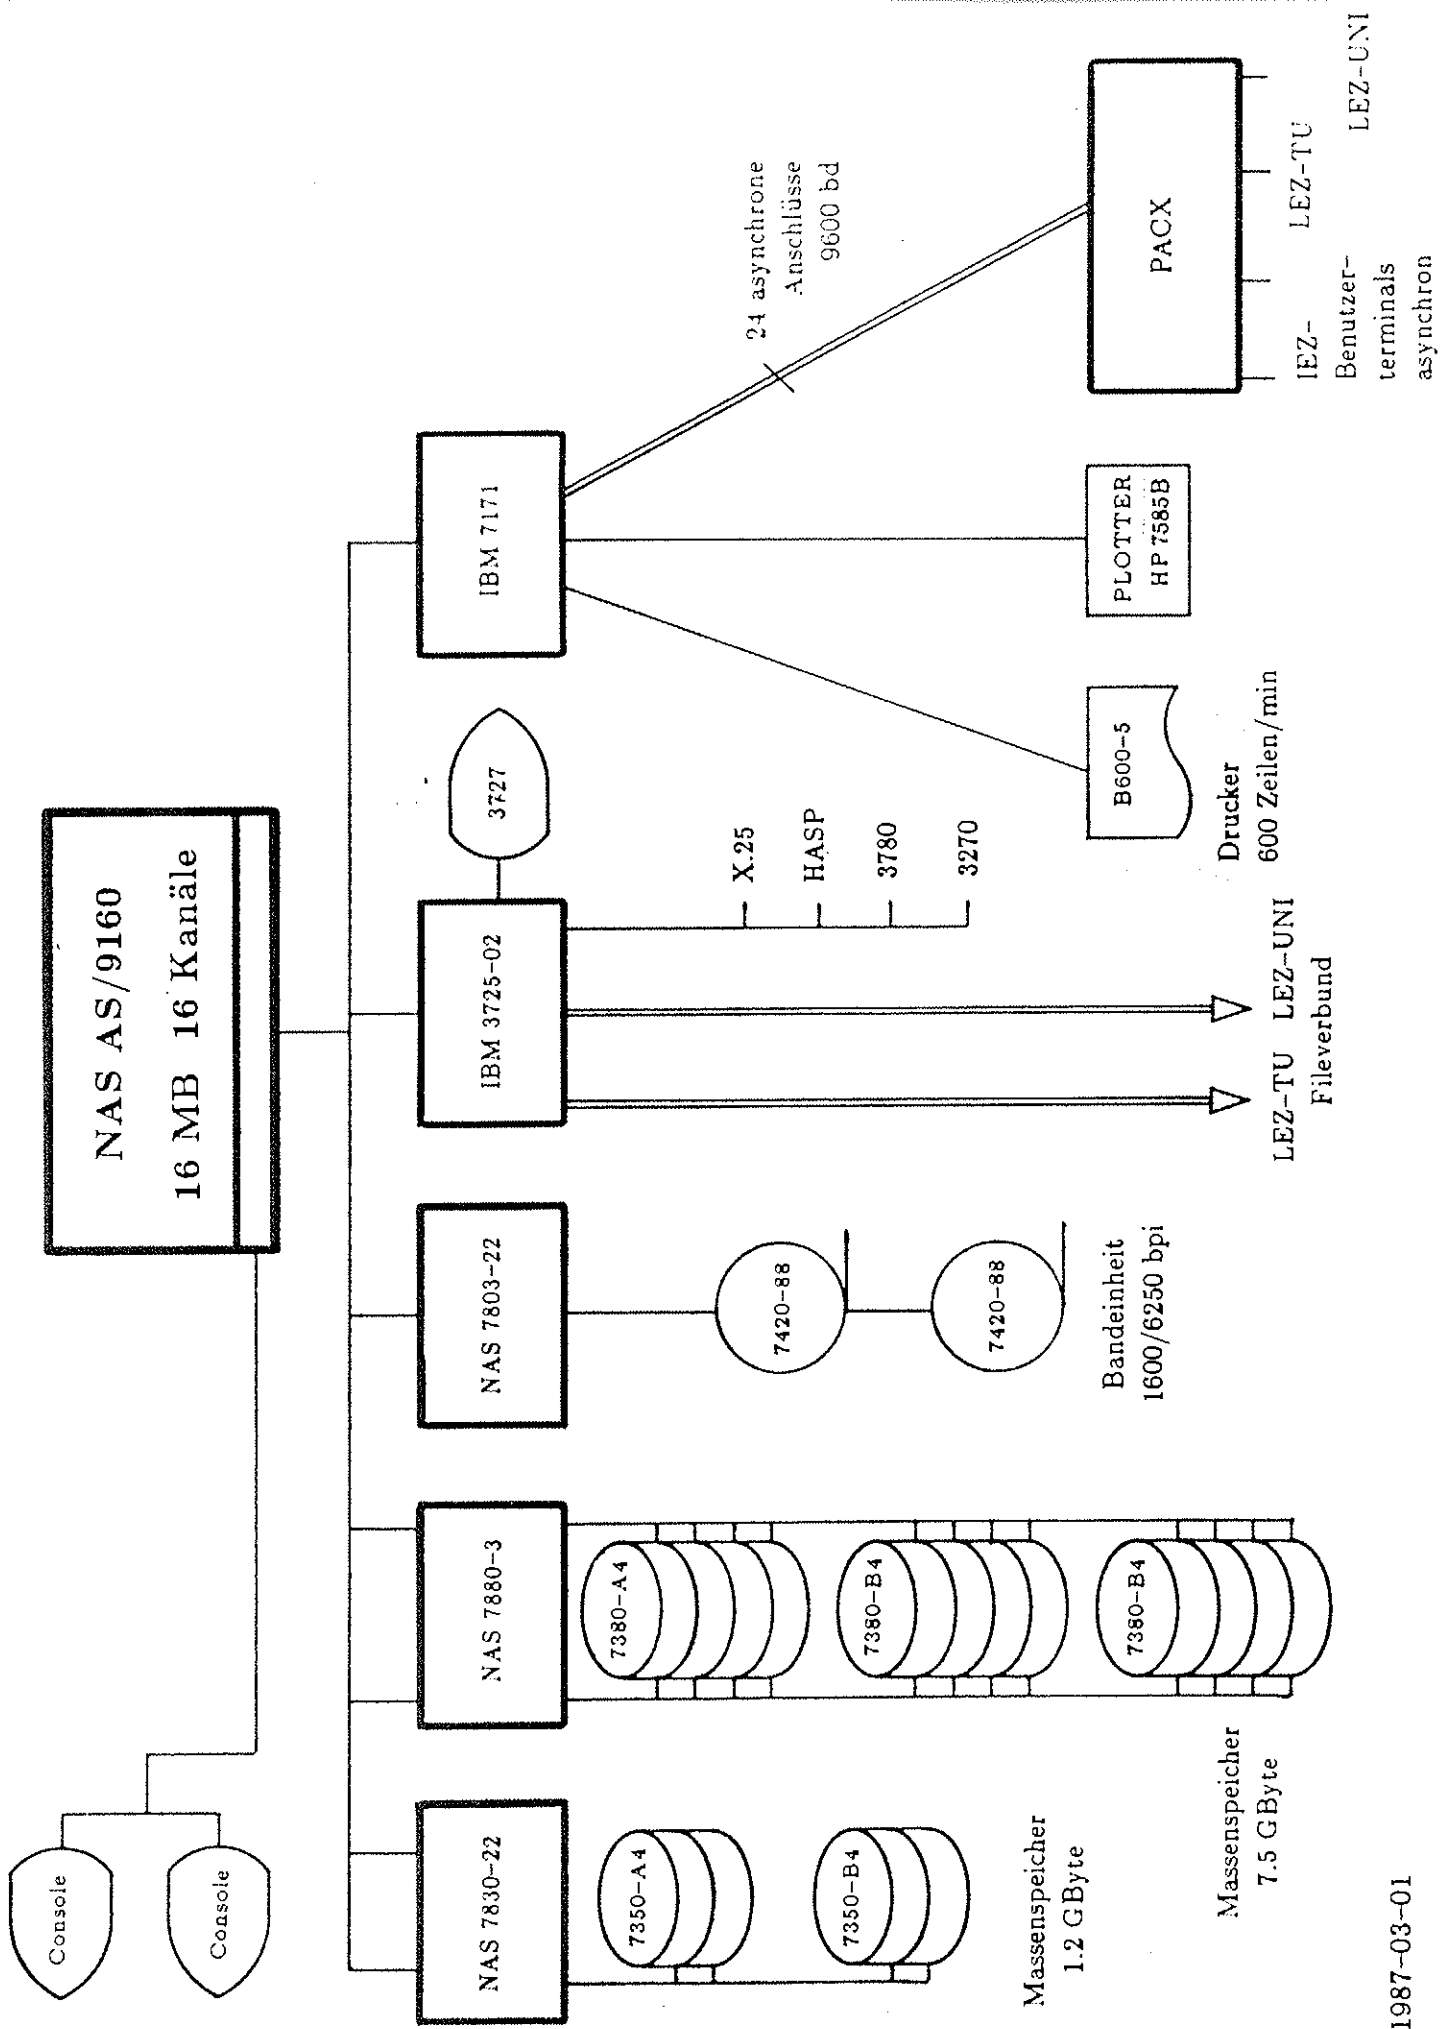 NAS AS/9160
16 MB 16 Kanäle
Console
Console
NAS 7830-22
NAS 7880-3
NAS 7803-22
IBM 3725-02
3727
IBM 7171
7350-A4
7350-B4
Massenspeicher
1.2 GByte
7380-A4
7380-B4
7380-B4
Massenspeicher
7.5 GByte
7420-88
7420-88
Bandeinheit
1600/6250 bpi
X.25
HASP
3780
3270
LEZ-TU LEZ-UNI
Fileverbund
B600-5
Drucker
600 Zeilen/min
PLOTTER
HP 7585B
24 asynchrone
Anschlüsse
9600 bd
PACX
IEZ-
Benutzer-
terminals
asynchron
LEZ-TU
LEZ-UNI
1987-03-01